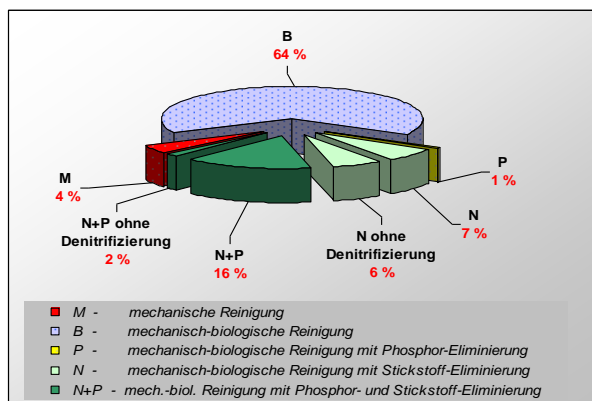 B
64 %
P
1 %
M
4 %
N
7 %
N+P ohne
Denitrifizierung
2 %
N+P
16 %
N ohne
Denitrifizierung
6 %
M - mechanische Reinigung
B - mechanisch-biologische Reinigung
P - mechanisch-biologische Reinigung mit Phosphor-Eliminierung
N - mechanisch-biologische Reinigung mit Stickstoff-Eliminierung
N+P - mech.-biol. Reinigung mit Phosphor- und Stickstoff-Eliminierung